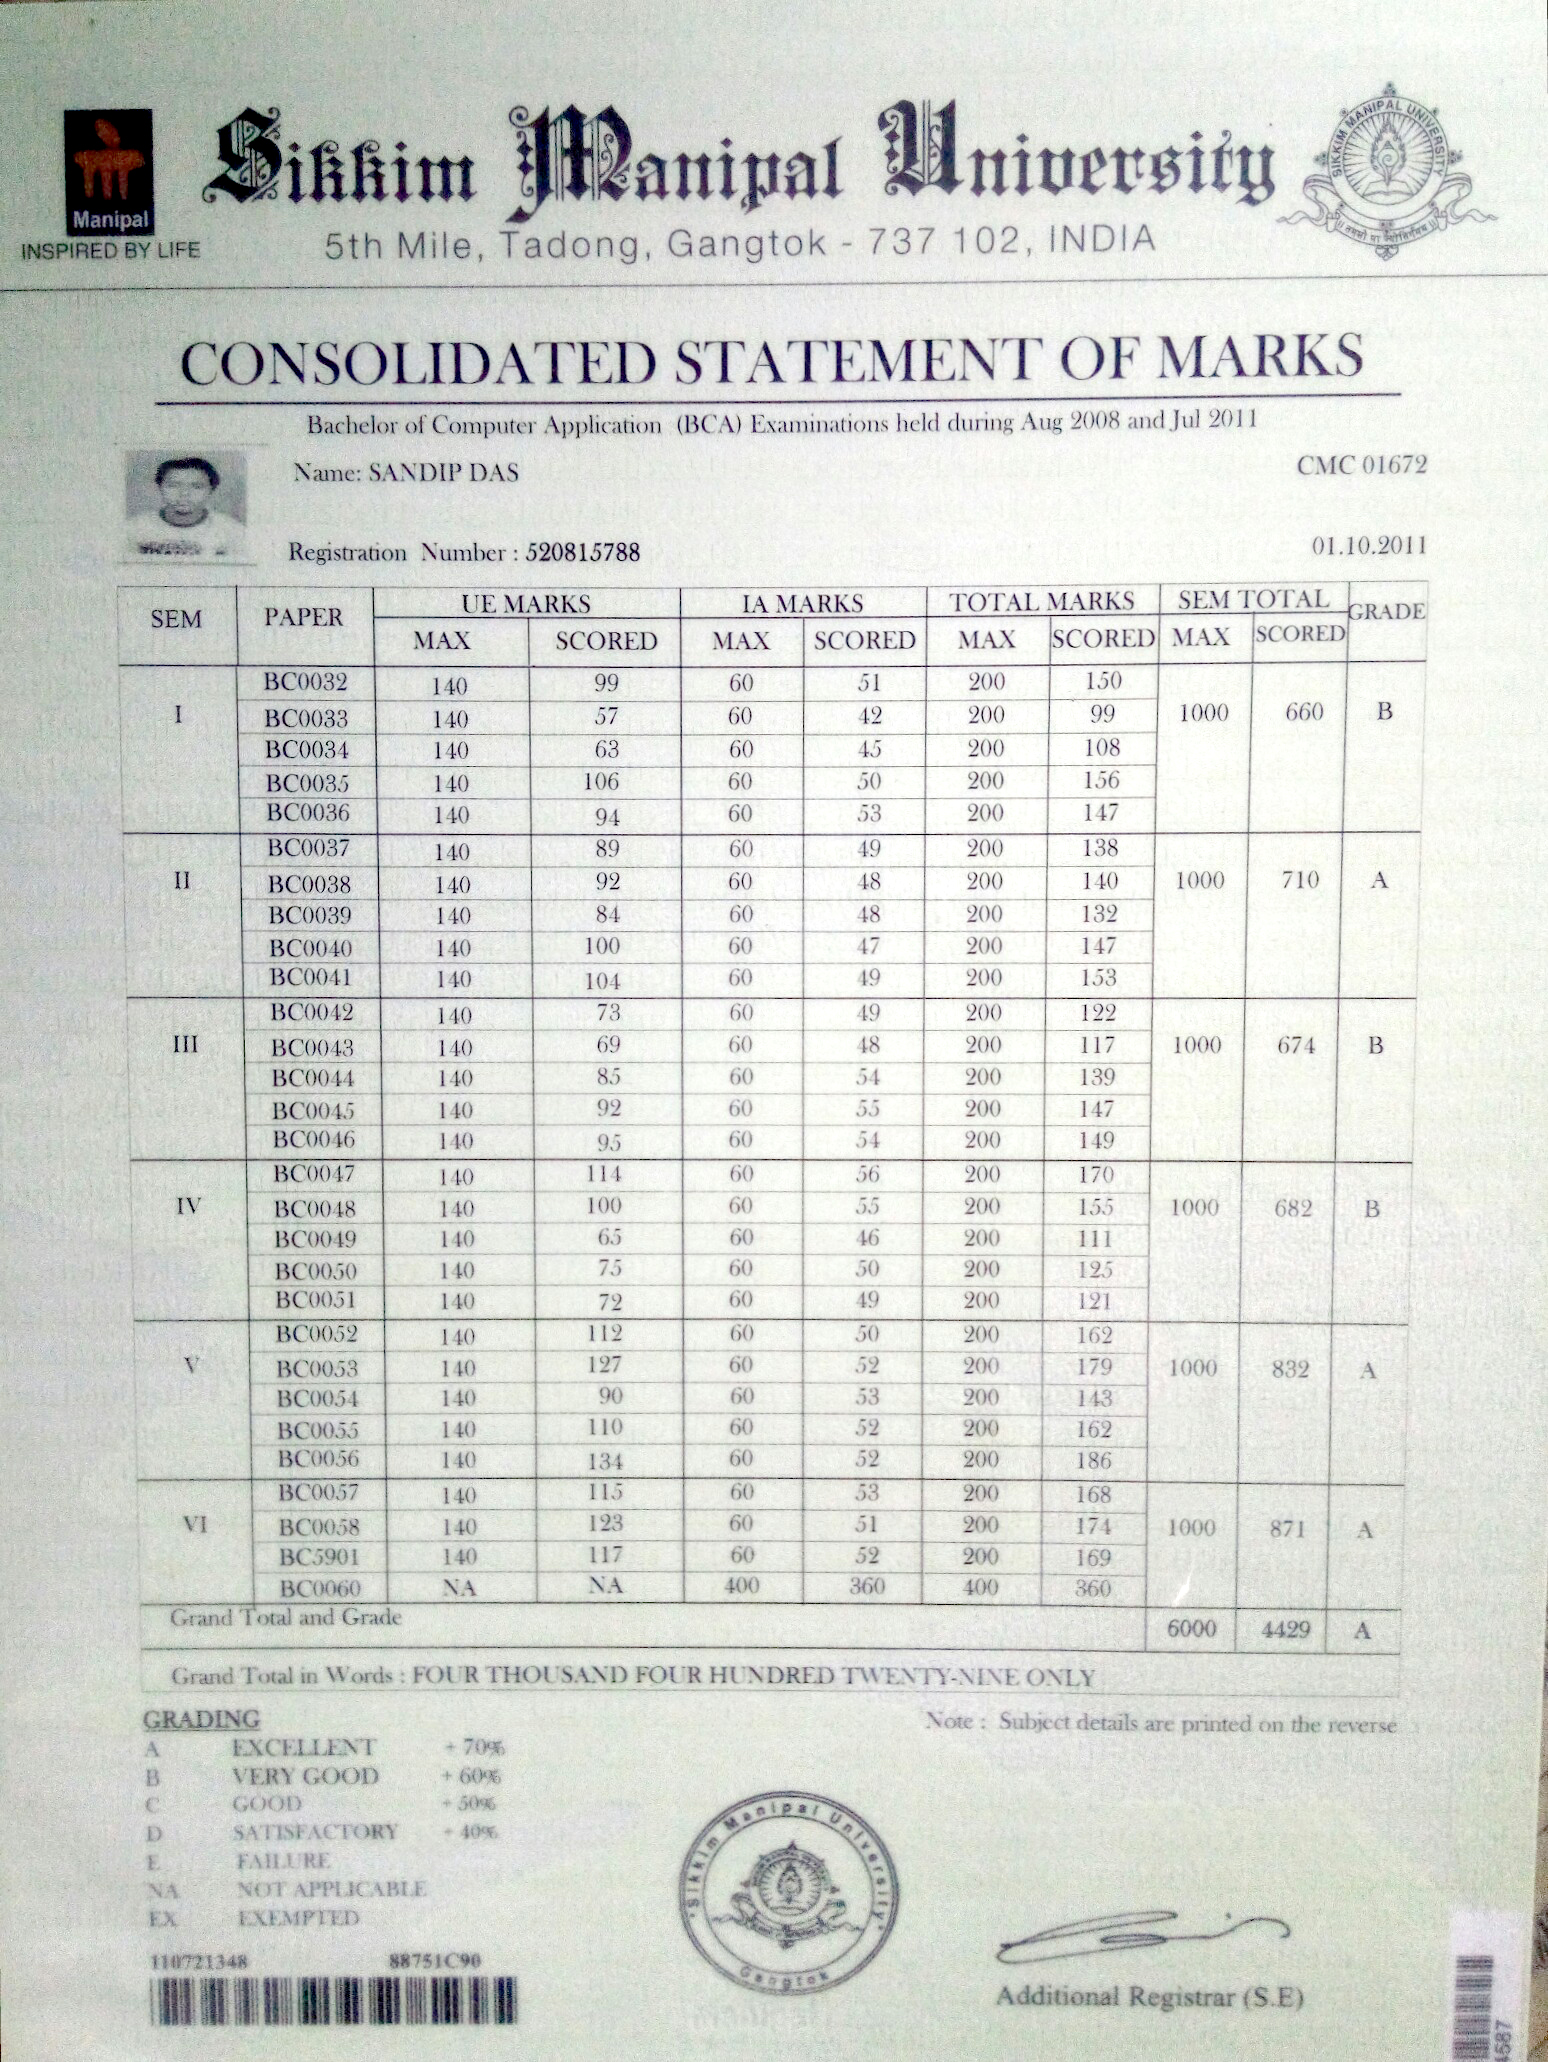 Manipal
INSPIRED BY LIFE
Sikkim Manipal University
5th Mile, Tadong, Gangtok - 737 102, INDIA
SIKKIM MANIPAL UNIVERSITY
CONSOLIDATED STATEMENT OF MARKS
Bachelor of Computer Application (BCA) Examinations held during Aug 2008 and Jul 2011
Name: SANDIP DAS CMC 01672
Registration Number : 520815788 01.10.2011
SEM PAPER UE MARKS IA MARKS TOTAL MARKS SEM TOTAL GRADE
MAX SCORED MAX SCORED MAX SCORED MAX SCORED
BC0032 140 99 60 51 200 150
I BC0033 140 57 60 42 200 99 1000 660 B
BC0034 140 63 60 45 200 108
BC0035 140 106 60 50 200 156
BC0036 140 94 60 53 200 147
BC0037 140 89 60 49 200 138
II BC0038 140 92 60 48 200 140 1000 710 A
BC0039 140 84 60 48 200 132
BC0040 140 100 60 47 200 147
BC0041 140 104 60 49 200 153
BC0042 140 73 60 49 200 122
III BC0043 140 69 60 48 200 117 1000 674 B
BC0044 140 85 60 54 200 139
BC0045 140 92 60 55 200 147
BC0046 140 95 60 54 200 149
BC0047 140 114 60 56 200 170
IV BC0048 140 100 60 55 200 155 1000 682 B
BC0049 140 65 60 46 200 111
BC0050 140 75 60 50 200 125
BC0051 140 72 60 49 200 121
BC0052 140 112 60 50 200 162
V BC0053 140 127 60 52 200 179 1000 832 A
BC0054 140 90 60 53 200 143
BC0055 140 110 60 52 200 162
BC0056 140 134 60 52 200 186
BC0057 140 115 60 53 200 168
VI BC0058 140 123 60 51 200 174 1000 871 A
BC5901 140 117 60 52 200 169
BC0060 NA NA 400 360 400 360
Grand Total and Grade 6000 4429 A
Grand Total in Words : FOUR THOUSAND FOUR HUNDRED TWENTY-NINE ONLY
GRADING Note : Subject details are printed on the reverse
A EXCELLENT + 70%
B VERY GOOD + 60%
C GOOD + 50%
D SATISFACTORY + 40%
E FAILURE
NA NOT APPLICABLE
EX EXEMPTED
Sikkim Manipal University
Gangtok
110721348 88751C90
Additional Registrar (S.E)